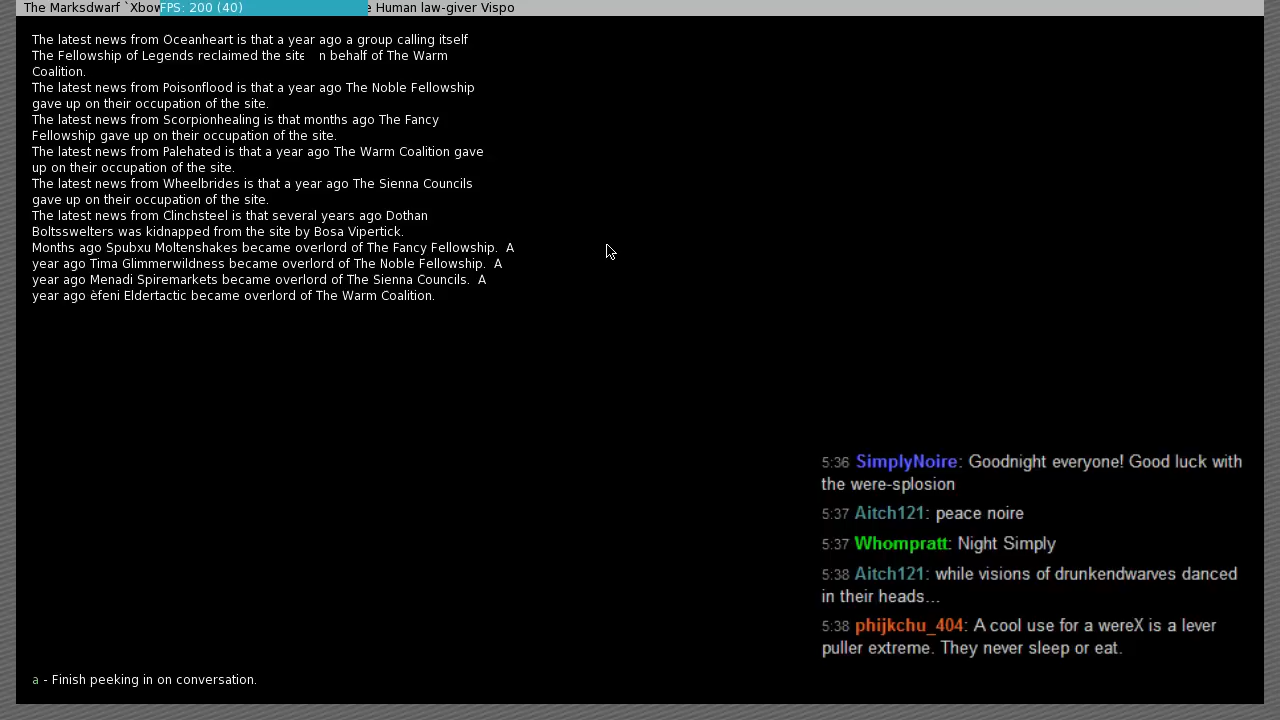 The Marksdwarf `Xbow FPS: 200 (40) Human law-giver Vispo
The latest news from Oceanheart is that a year ago a group calling itself
The Fellowship of Legends reclaimed the site n behalf of The Warm
Coalition.
The latest news from Poisonflood is that a year ago The Noble Fellowship
gave up on their occupation of the site.
The latest news from Scorpionhealing is that months ago The Fancy
Fellowship gave up on their occupation of the site.
The latest news from Palehated is that a year ago The Warm Coalition gave
up on their occupation of the site.
The latest news from Wheelbrides is that a year ago The Sienna Councils
gave up on their occupation of the site.
The latest news from Clinchsteel is that several years ago Dothan
Boltsswelters was kidnapped from the site by Bosa Vipertick.
Months ago Spubxu Moltenshakes became overlord of The Fancy Fellowship. A
year ago Tima Glimmerwildness became overlord of The Noble Fellowship. A
year ago Menadi Spiremarkets became overlord of The Sienna Councils. A
year ago èfeni Eldertactic became overlord of The Warm Coalition.
5:36 SimplyNoire: Goodnight everyone! Good luck with
the were-splosion
5:37 Aitch121: peace noire
5:37 Whompratt: Night Simply
5:38 Aitch121: while visions of drunkendwarves danced
in their heads...
5:38 phijkchu_404: A cool use for a wereX is a lever
puller extreme. They never sleep or eat.
a - Finish peeking in on conversation.